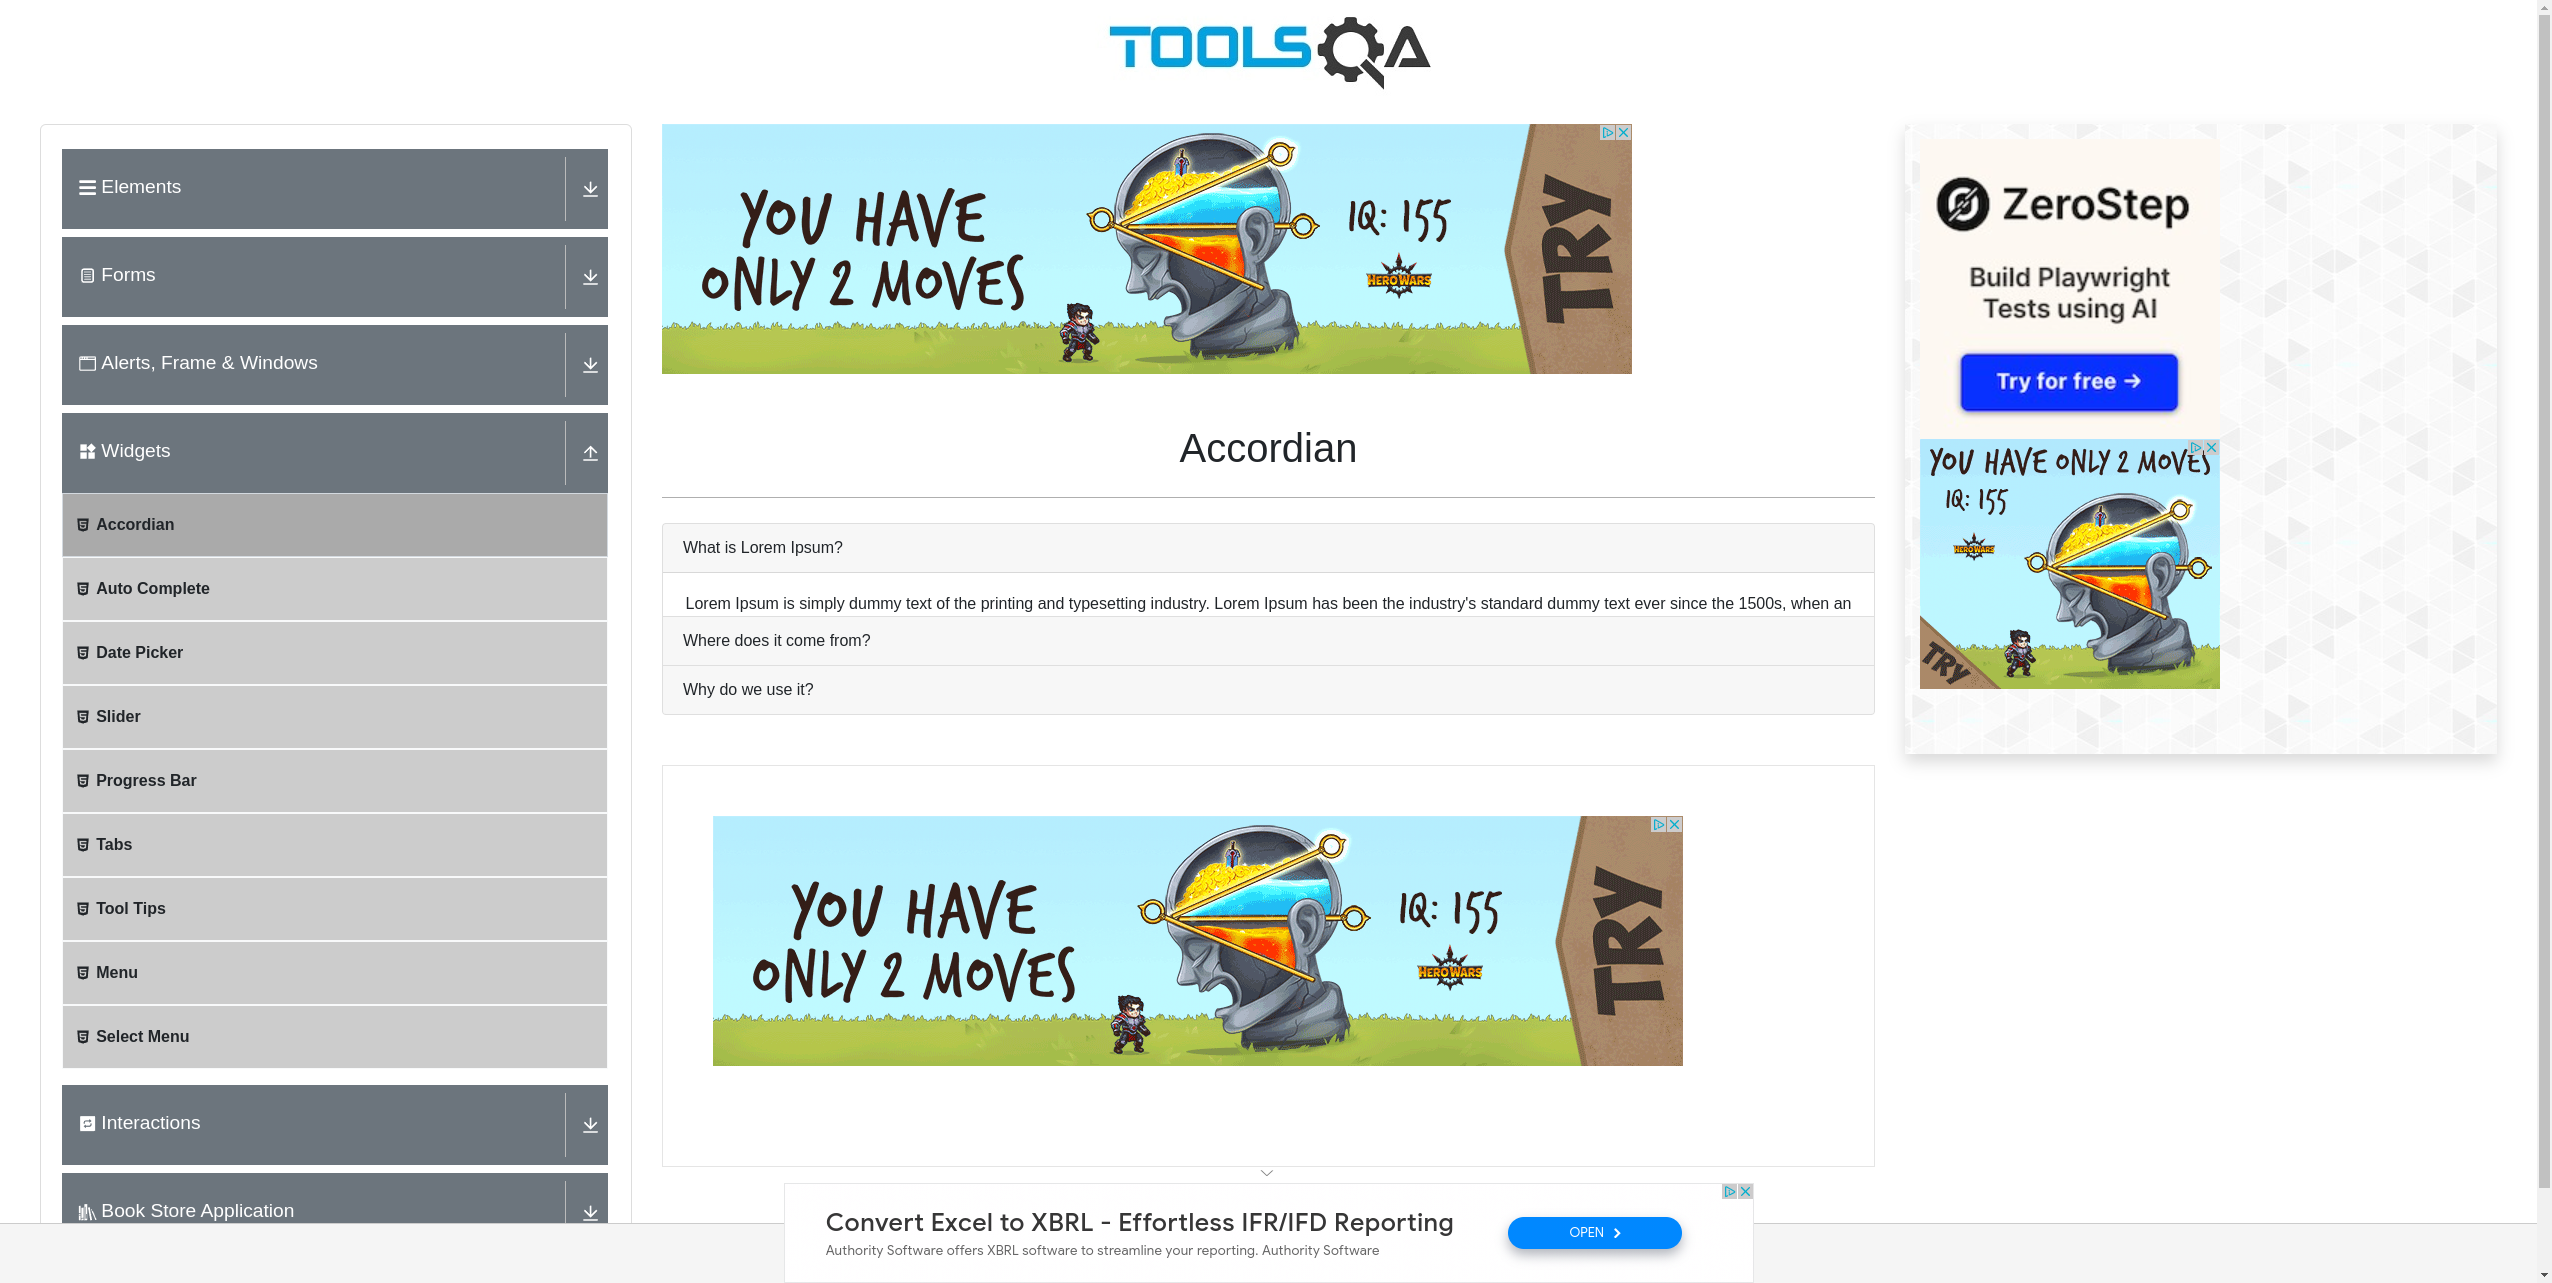 TOOLSQA
Elements
Forms
Alerts, Frame & Windows
Widgets
Accordian
Auto Complete
Date Picker
Slider
Progress Bar
Tabs
Tool Tips
Menu
Select Menu
Interactions
Book Store Application
YOU HAVE
ONLY 2 MOVES
IQ: 155
HERO WARS
TRY
Accordian
What is Lorem Ipsum?
Lorem Ipsum is simply dummy text of the printing and typesetting industry. Lorem Ipsum has been the industry's standard dummy text ever since the 1500s, when an
Where does it come from?
Why do we use it?
YOU HAVE
ONLY 2 MOVES
IQ: 155
HERO WARS
TRY
Convert Excel to XBRL - Effortless IFR/IFD Reporting
Authority Software offers XBRL software to streamline your reporting. Authority Software
OPEN
ZeroStep
Build Playwright
Tests using AI
Try for free →
YOU HAVE ONLY 2 MOVES
IQ: 155
HERO WARS
TRY